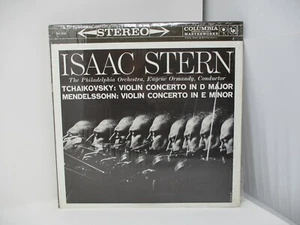 STEREO
COLUMBIA
MASTERWORKS
ISAAC STERN
The Philadelphia Orchestra, Eugene Ormandy, Conductor
TCHAIKOVSKY: VIOLIN CONCERTO IN D MAJOR
MENDELSSOHN: VIOLIN CONCERTO IN E MINOR